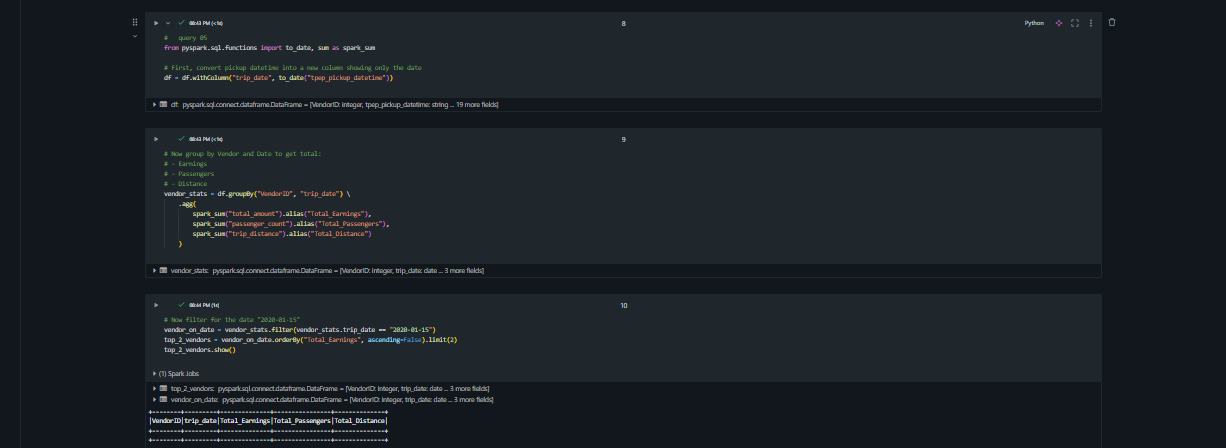 08:43 PM (<1s)
8
Python
# query 05
from pyspark.sql.functions import to_date, sum as spark_sum
# First, convert pickup datetime into a new column showing only the date
df = df.withColumn("trip_date", to_date("tpep_pickup_datetime"))
df: pyspark.sql.connect.dataframe.DataFrame = [VendorID: integer, tpep_pickup_datetime: string ... 19 more fields]
08:43 PM (<1s)
9
# Now group by Vendor and Date to get total:
# - Earnings
# - Passengers
# - Distance
vendor_stats = df.groupBy("VendorID", "trip_date") \
.agg(
spark_sum("total_amount").alias("Total_Earnings"),
spark_sum("passenger_count").alias("Total_Passengers"),
spark_sum("trip_distance").alias("Total_Distance")
)
vendor_stats: pyspark.sql.connect.dataframe.DataFrame = [VendorID: integer, trip_date: date ... 3 more fields]
08:44 PM (1s)
10
# Now filter for the date "2020-01-15"
vendor_on_date = vendor_stats.filter(vendor_stats.trip_date == "2020-01-15")
top_2_vendors = vendor_on_date.orderBy("Total_Earnings", ascending=False).limit(2)
top_2_vendors.show()
(1) Spark Jobs
top_2_vendors: pyspark.sql.connect.dataframe.DataFrame = [VendorID: integer, trip_date: date ... 3 more fields]
vendor_on_date: pyspark.sql.connect.dataframe.DataFrame = [VendorID: integer, trip_date: date ... 3 more fields]
+--------+---------+--------------+----------------+--------------+
|VendorID|trip_date|Total_Earnings|Total_Passengers|Total_Distance|
+--------+---------+--------------+----------------+--------------+
+--------+---------+--------------+----------------+--------------+